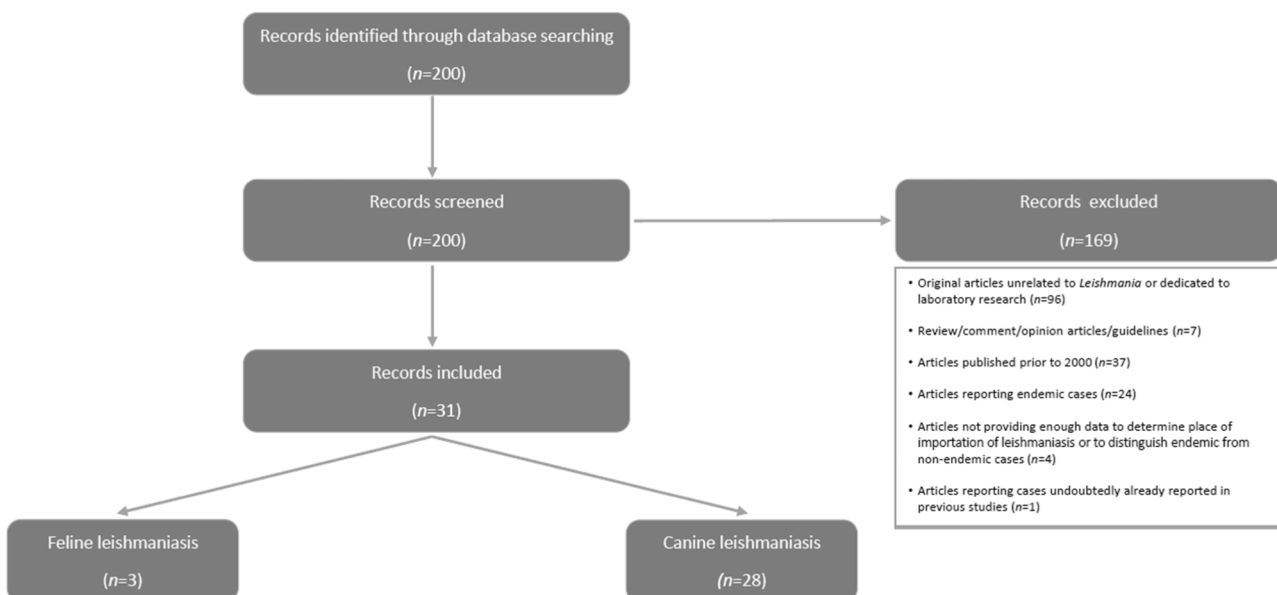 Records identified through database searching
(n=200)
Records screened
(n=200)
Records excluded
(n=169)
• Original articles unrelated to Leishmania or dedicated to
laboratory research (n=96)
• Review/comment/opinion articles/guidelines (n=7)
• Articles published prior to 2000 (n=37)
• Articles reporting endemic cases (n=24)
• Articles not providing enough data to determine place of
importation of leishmaniasis or to distinguish endemic from
non-endemic cases (n=4)
• Articles reporting cases undoubtedly already reported in
previous studies (n=1)
Records included
(n=31)
Feline leishmaniasis
(n=3)
Canine leishmaniasis
(n=28)